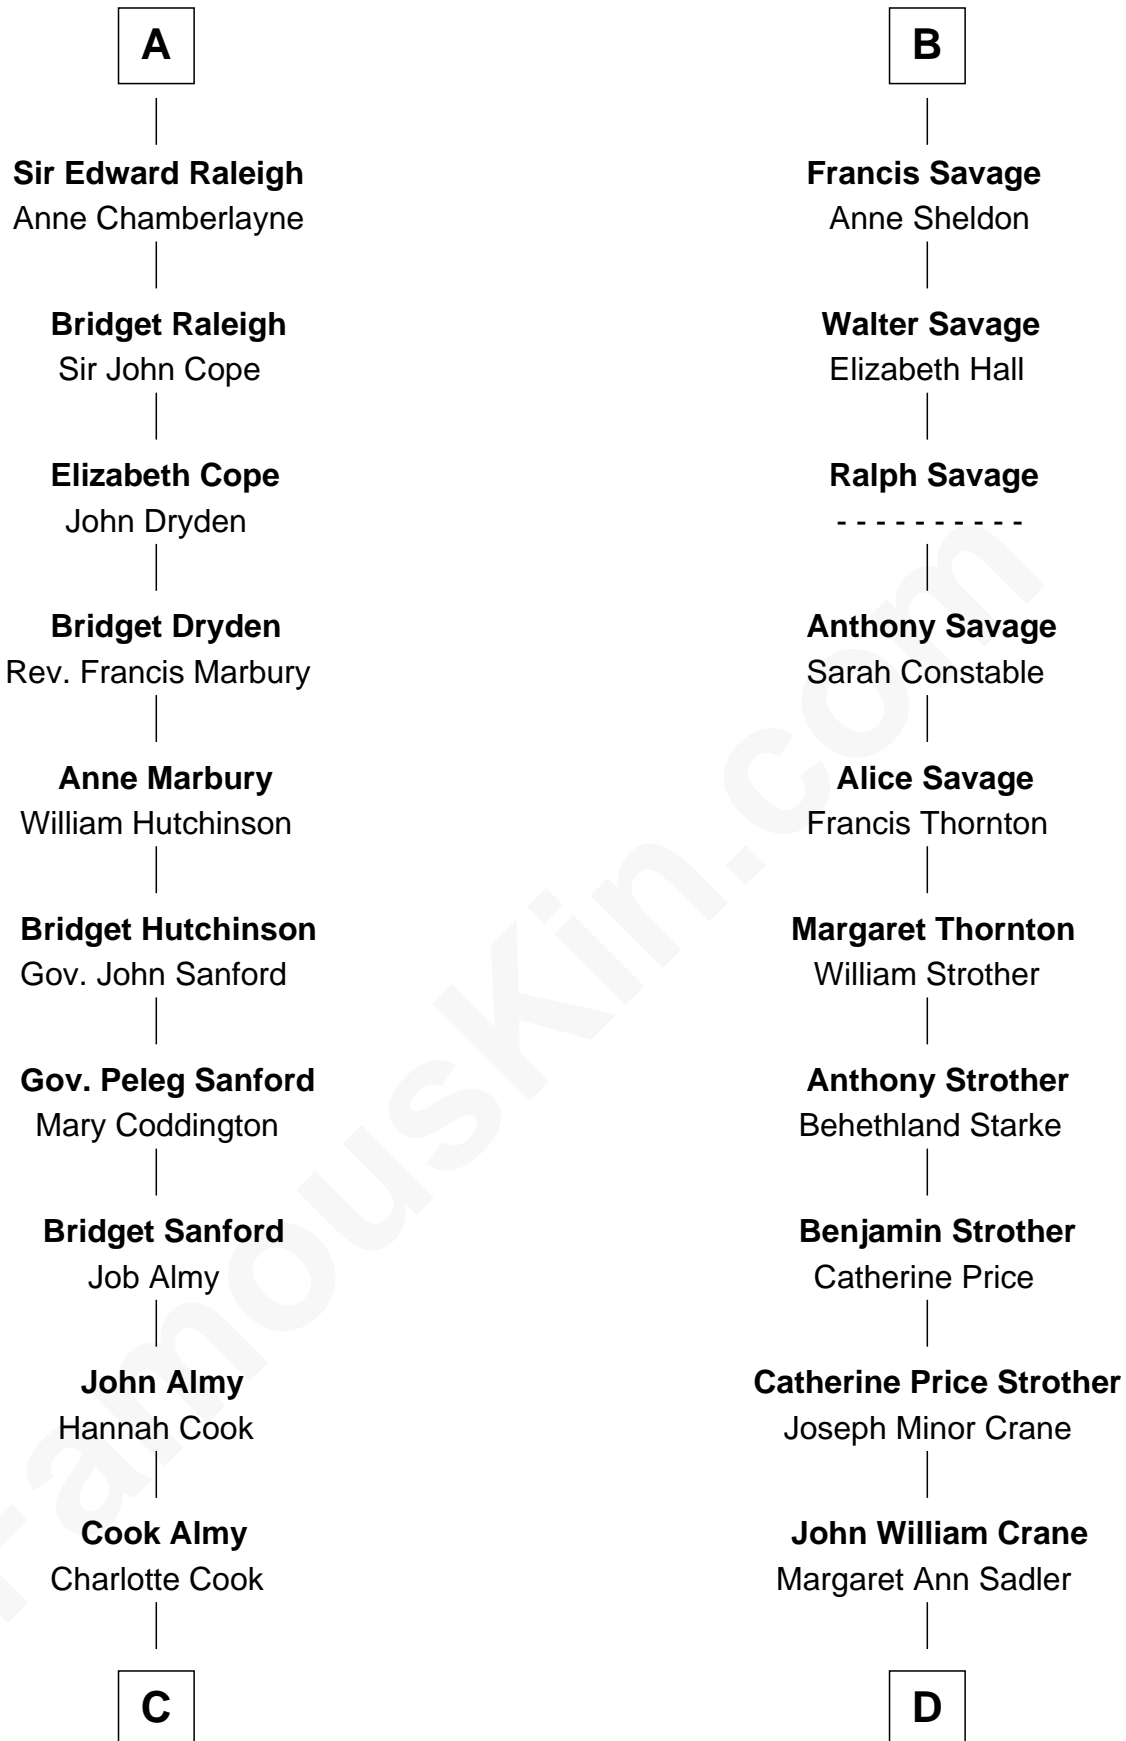 A
Sir Edward Raleigh
Anne Chamberlayne
Bridget Raleigh
Sir John Cope
Elizabeth Cope
John Dryden
Bridget Dryden
Rev. Francis Marbury
Anne Marbury
William Hutchinson
Bridget Hutchinson
Gov. John Sanford
Gov. Peleg Sanford
Mary Coddington
Bridget Sanford
Job Almy
John Almy
Hannah Cook
Cook Almy
Charlotte Cook
C
B
Francis Savage
Anne Sheldon
Walter Savage
Elizabeth Hall
Ralph Savage
- - - - - - - - - -
Anthony Savage
Sarah Constable
Alice Savage
Francis Thornton
Margaret Thornton
William Strother
Anthony Strother
Behethland Starke
Benjamin Strother
Catherine Price
Catherine Price Strother
Joseph Minor Crane
John William Crane
Margaret Ann Sadler
D
FamousKin.com